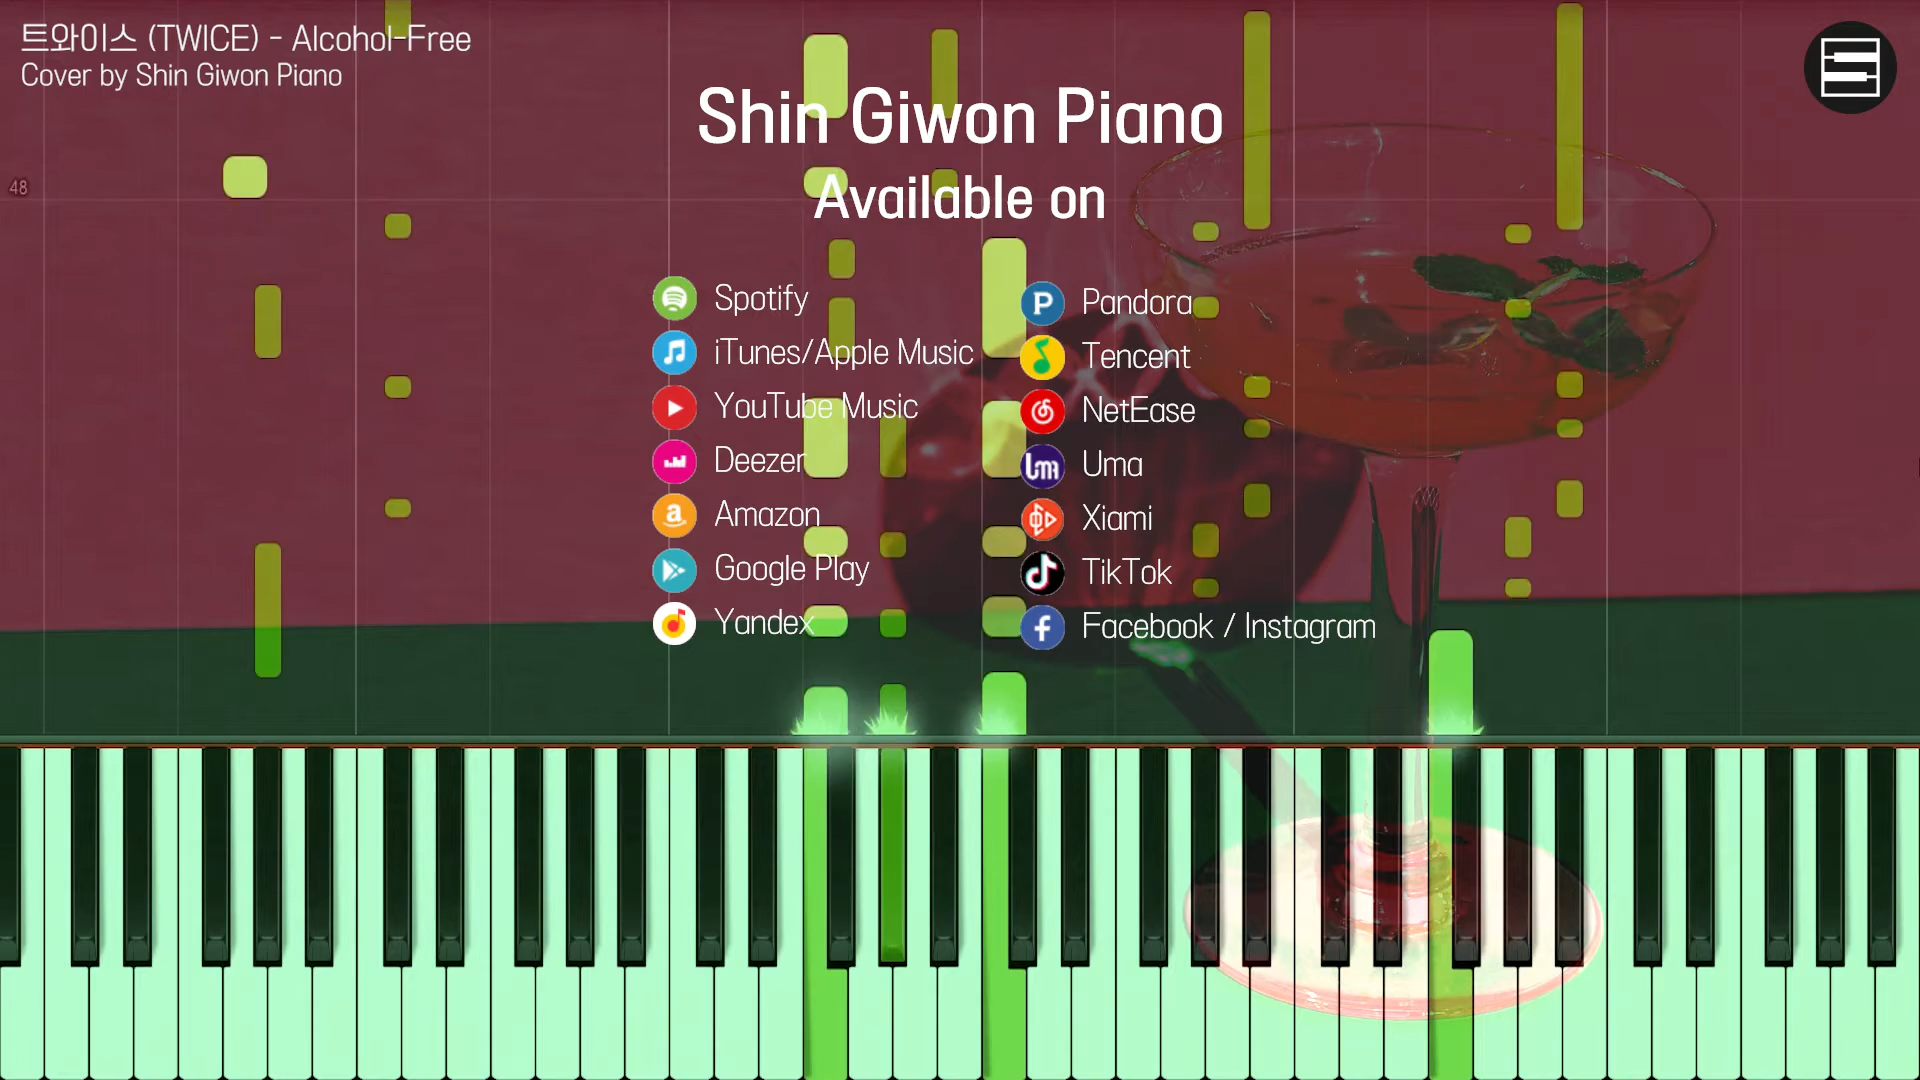 트와이스 (TWICE) - Alcohol-Free
Cover by Shin Giwon Piano
Shin Giwon Piano
Available on
48
Spotify
iTunes/Apple Music
YouTube Music
Deezer
Amazon
Google Play
Yandex
Pandora
Tencent
NetEase
Uma
Xiami
TikTok
Facebook / Instagram